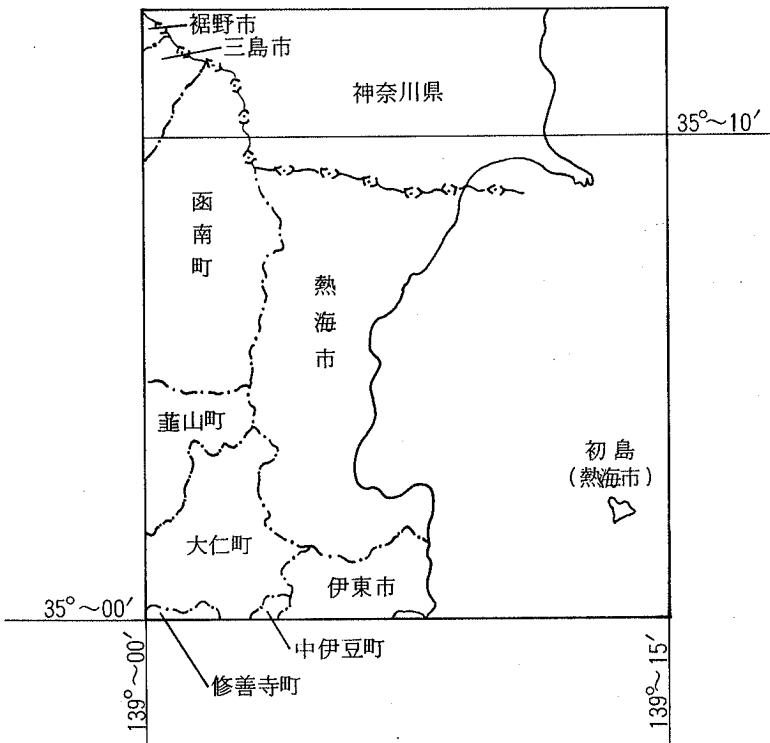 裾野市
三島市
神奈川県
35°～10′
函南町
熱海市
韮山町
初島
(熱海市)
大仁町
伊東市
35°～00′
中伊豆町
修善寺町
139°～00′
139°～15′